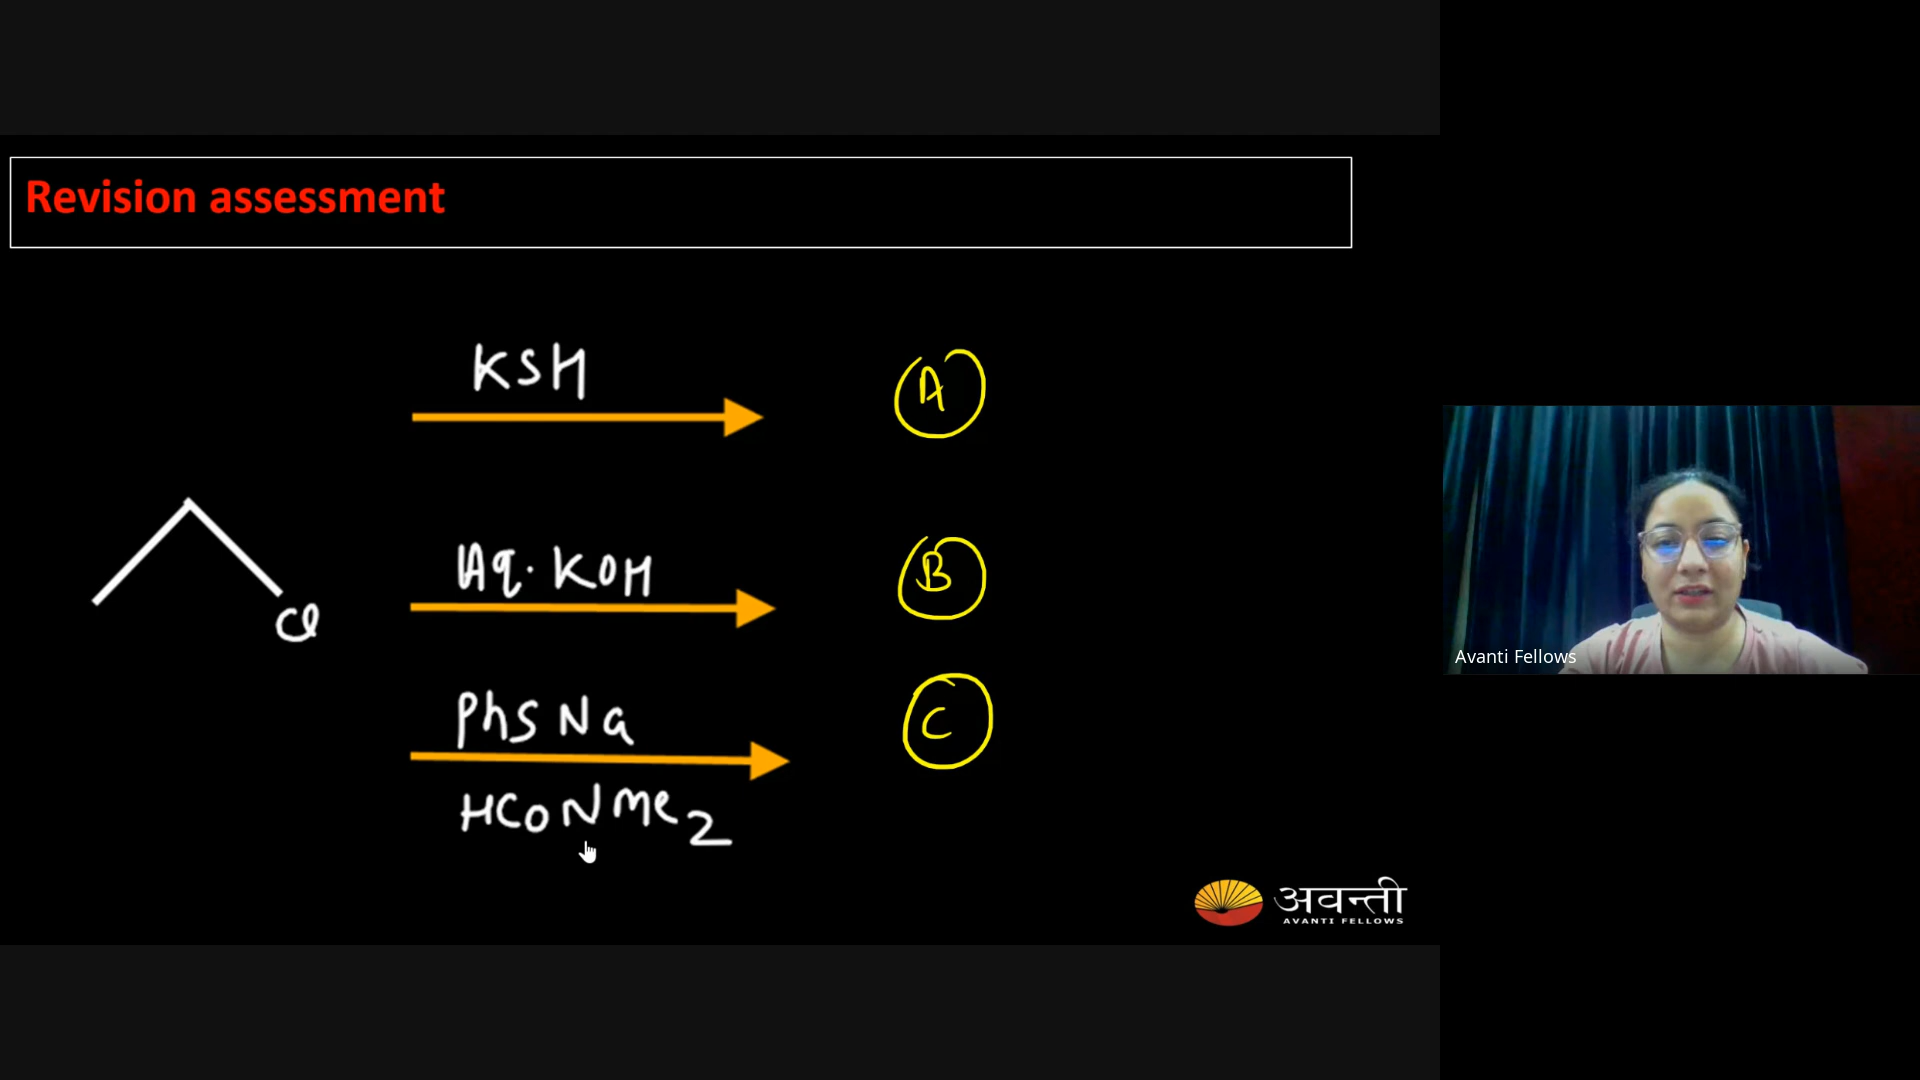 Revision assessment
KSH
A
Aq. KOH
B
Cl
PhSNa
C
HCONMe2
Avanti Fellows
अवन्ती
AVANTI FELLOWS